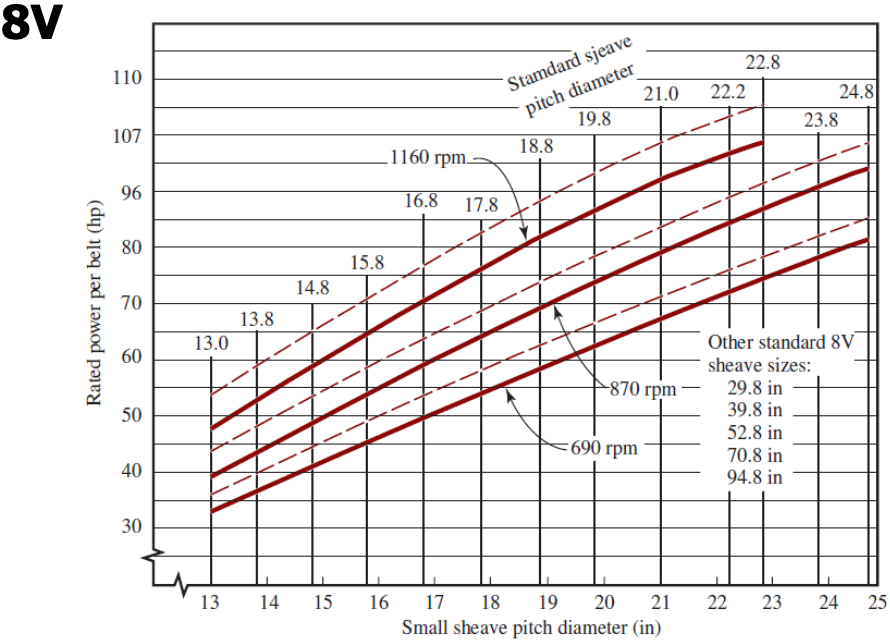 8V
Stamdard sjeave
pitch diameter
22.8
110
21.0
22.2
24.8
19.8
23.8
107
18.8
1160 rpm
96
16.8
17.8
80
15.8
14.8
70
13.8
13.0
60
Other standard 8V
sheave sizes:
870 rpm
29.8 in
50
39.8 in
52.8 in
690 rpm
70.8 in
40
94.8 in
30
Rated power per belt (hp)
13 14 15 16 17 18 19 20 21 22 23 24 25
Small sheave pitch diameter (in)